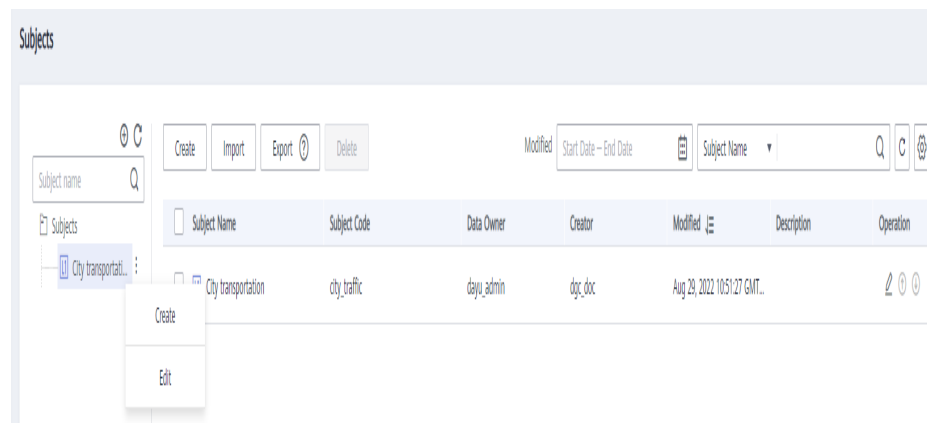 Subjects
Create Import Export Delete Modified Start Date – End Date Subject Name
Subject name
Subjects
L1 City transportati...
Create
Edit
Subject Name Subject Code Data Owner Creator Modified Description Operation
L1 City transportation city_traffic dayu_admin dgc_doc Aug 29, 2022 10:51:27 GMT...